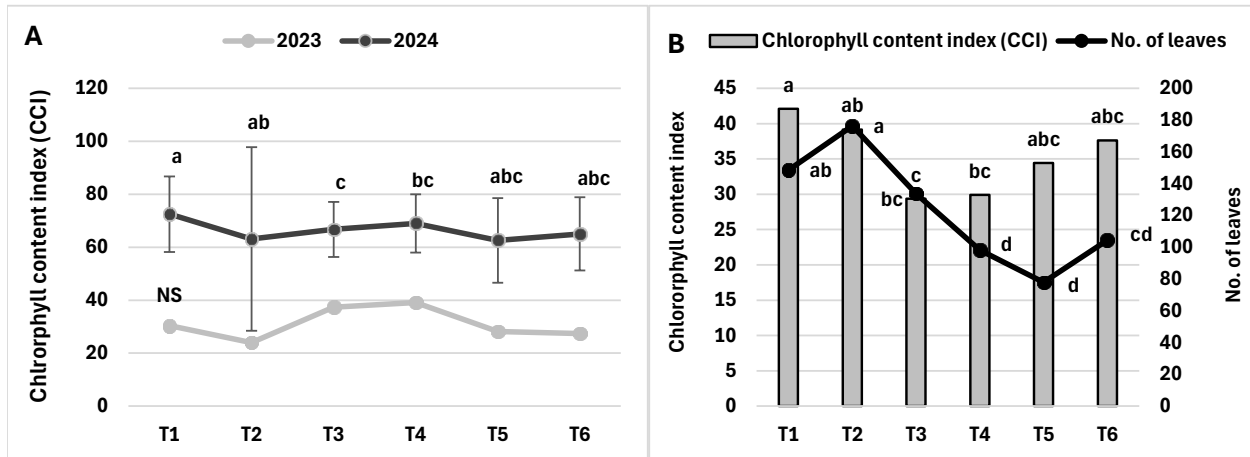 A
2023
2024
Chlrorphyll content index (CCI)
120
100
80
60
40
20
0
a
ab
c
bc
abc
abc
NS
T1 T2 T3 T4 T5 T6
B
Chlorophyll content index (CCI)
No. of leaves
Chlororphyll content index
45
40
35
30
25
20
15
10
5
0
a
ab
c
bc
abc
abc
ab
a
bc
d
d
cd
200
180
160
140
120
100
80
60
40
20
0
No. of leaves
T1 T2 T3 T4 T5 T6